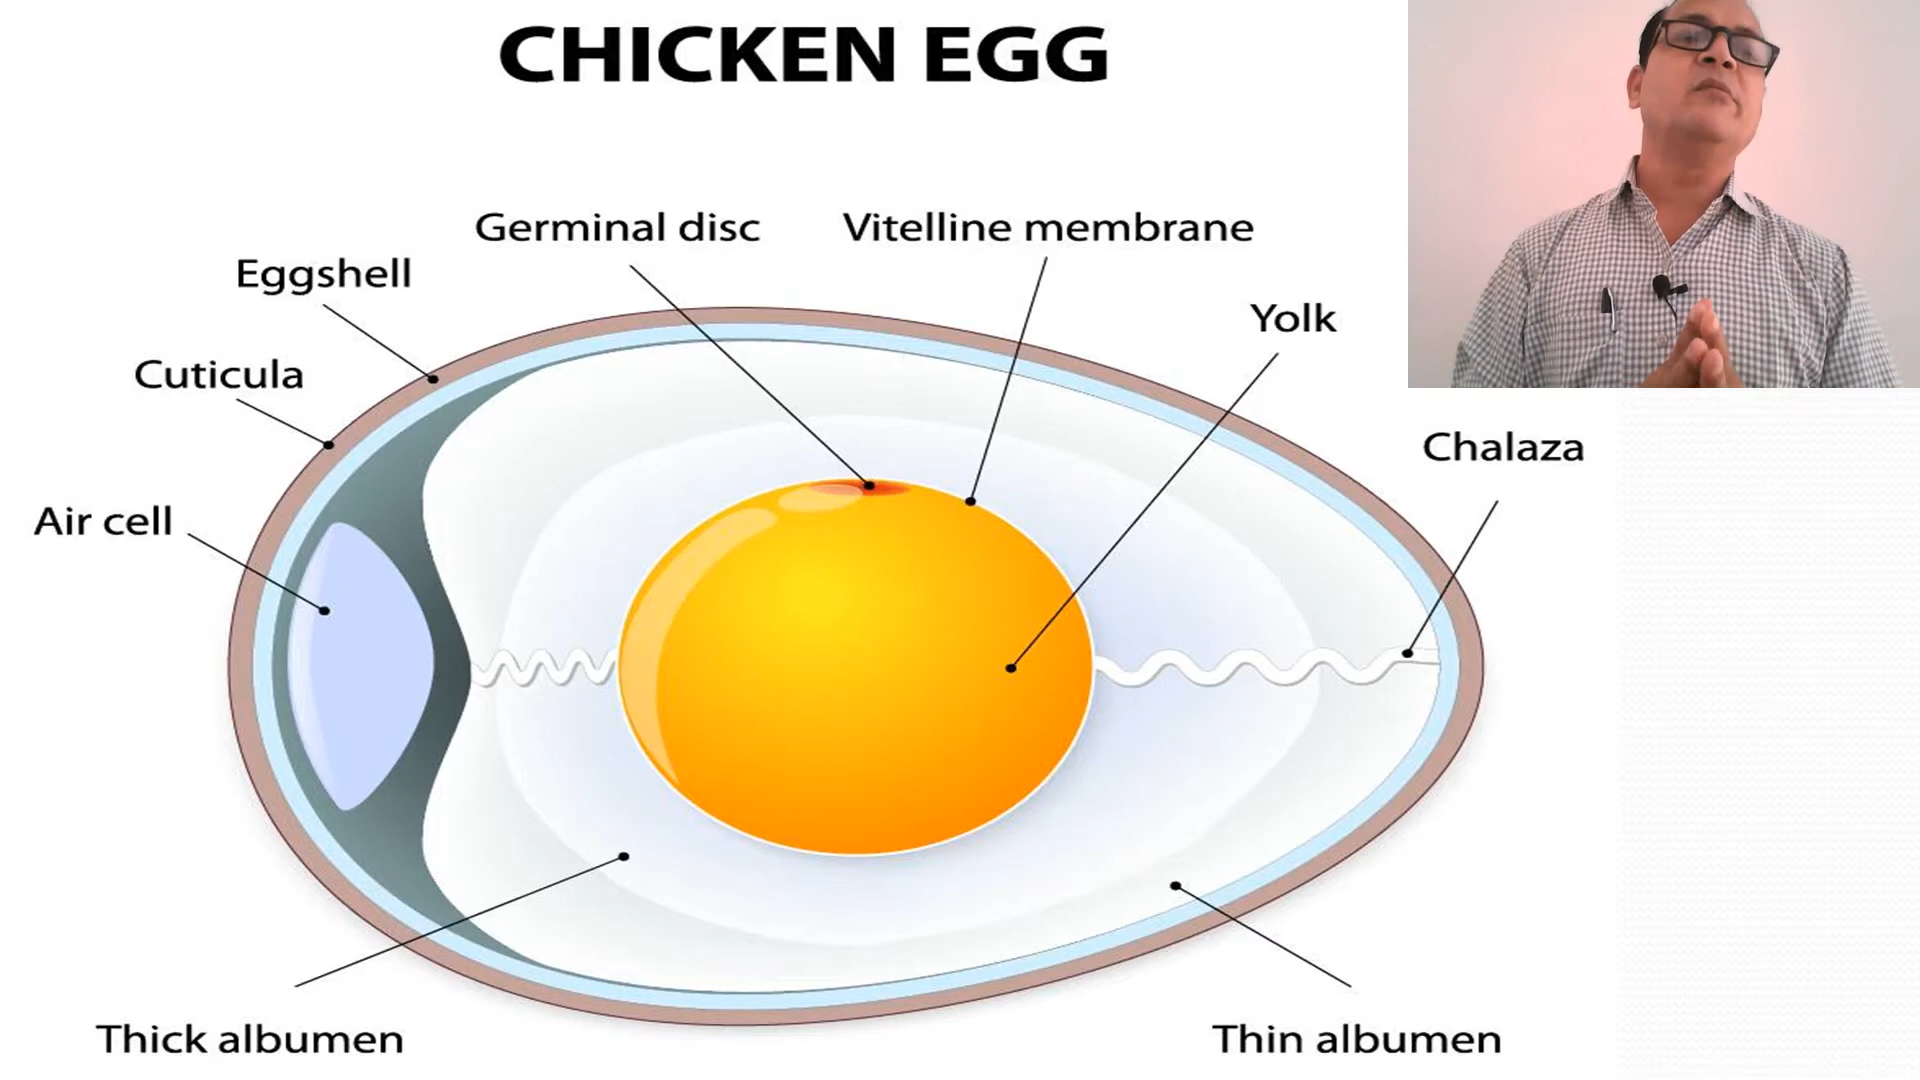 CHICKEN EGG
Germinal disc
Vitelline membrane
Eggshell
Yolk
Cuticula
Chalaza
Air cell
Thick albumen
Thin albumen